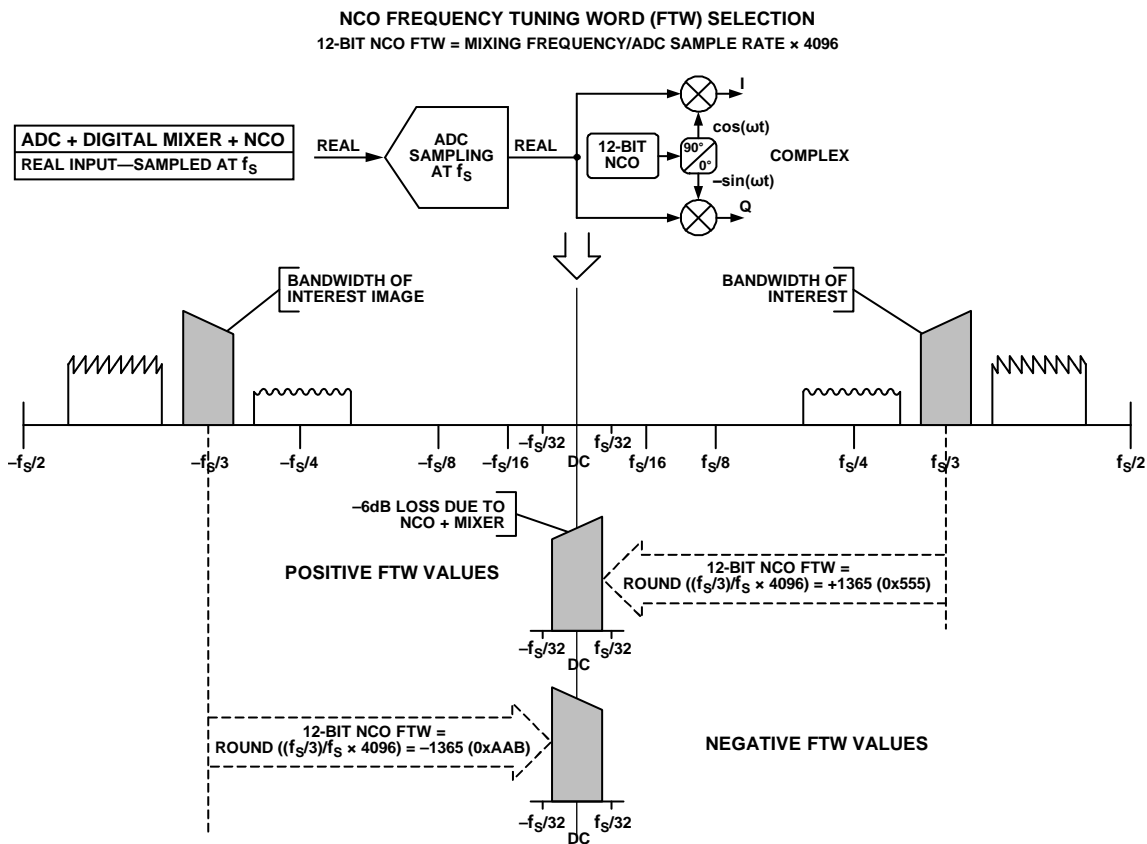 NCO FREQUENCY TUNING WORD (FTW) SELECTION
12-BIT NCO FTW = MIXING FREQUENCY/ADC SAMPLE RATE × 4096
ADC + DIGITAL MIXER + NCO
REAL INPUT—SAMPLED AT fS
REAL
ADC
SAMPLING
AT fS
REAL
12-BIT
NCO
90°
0°
cos(ωt)
–sin(ωt)
I
Q
COMPLEX
BANDWIDTH OF
INTEREST IMAGE
BANDWIDTH OF
INTEREST
–fS/2
–fS/3
–fS/4
–fS/8
–fS/16
–fS/32
DC
fS/32
fS/16
fS/8
fS/4
fS/3
fS/2
–6dB LOSS DUE TO
NCO + MIXER
POSITIVE FTW VALUES
12-BIT NCO FTW =
ROUND ((fS/3)/fS × 4096) = +1365 (0x555)
–fS/32
DC
fS/32
12-BIT NCO FTW =
ROUND ((fS/3)/fS × 4096) = –1365 (0xAAB)
NEGATIVE FTW VALUES
–fS/32
DC
fS/32